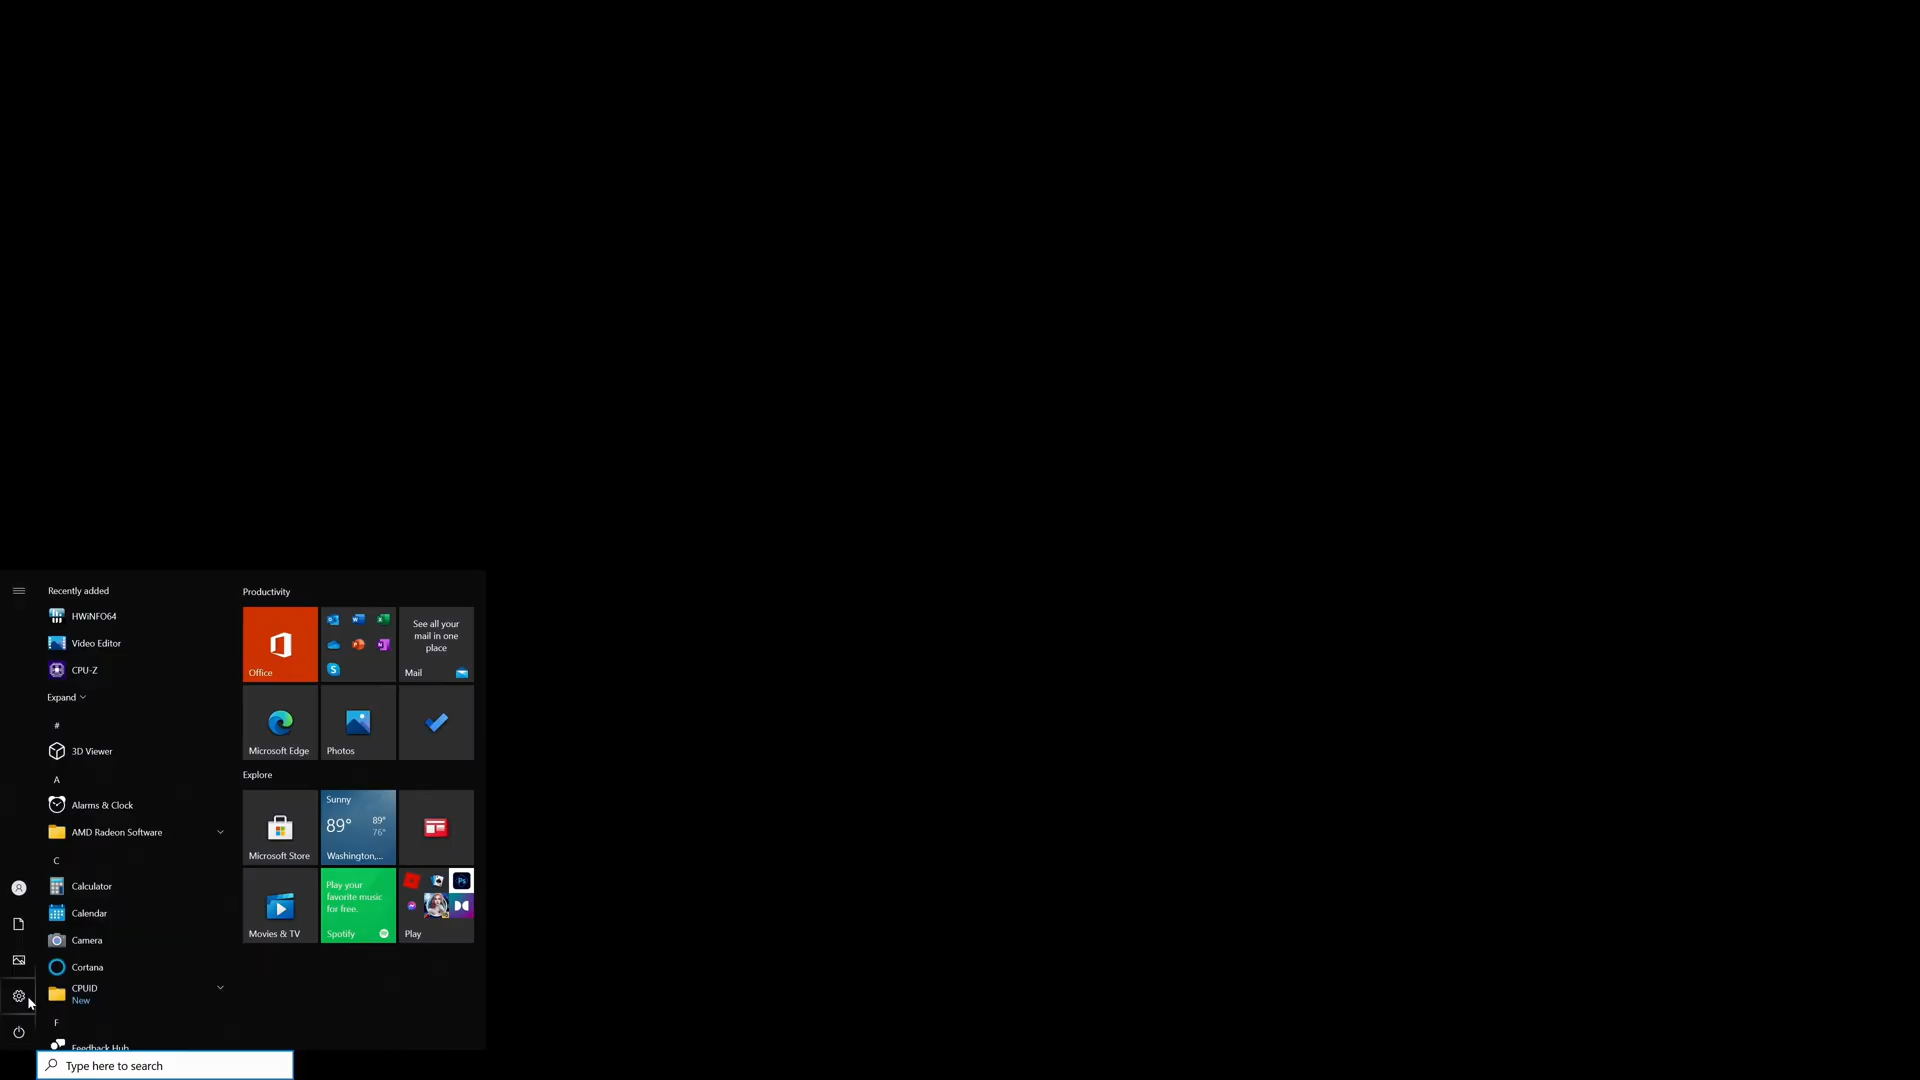 Recently added
HWiNFO64
Video Editor
CPU-Z
Expand
#
3D Viewer
A
Alarms & Clock
AMD Radeon Software
C
Calculator
Calendar
Camera
Cortana
CPUID
New
F
Feedback Hub
Type here to search
Productivity
Office
See all your
mail in one
place
Mail
Microsoft Edge
Photos
Explore
Microsoft Store
Sunny
89°
89°
76°
Washington,...
Movies & TV
Play your
favorite music
for free.
Spotify
Ps
Play